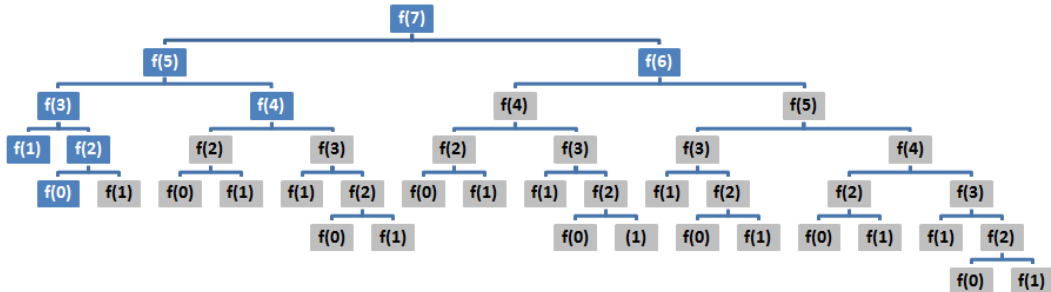 f(7)
f(5) f(6)
f(3) f(4) f(4) f(5)
f(1) f(2) f(2) f(3) f(2) f(3) f(3) f(4)
f(0) f(1) f(0) f(1) f(1) f(2) f(0) f(1) f(1) f(2) f(1) f(2) f(2) f(3)
f(0) f(1) f(0) (1) f(0) f(1) f(0) f(1) f(1) f(2)
f(0) f(1)